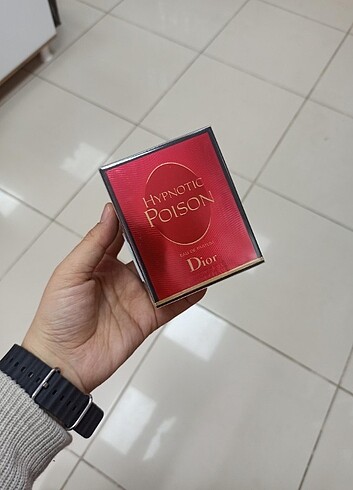 HYPNOTIC
POISON
EAU DE PARFUM
Dior